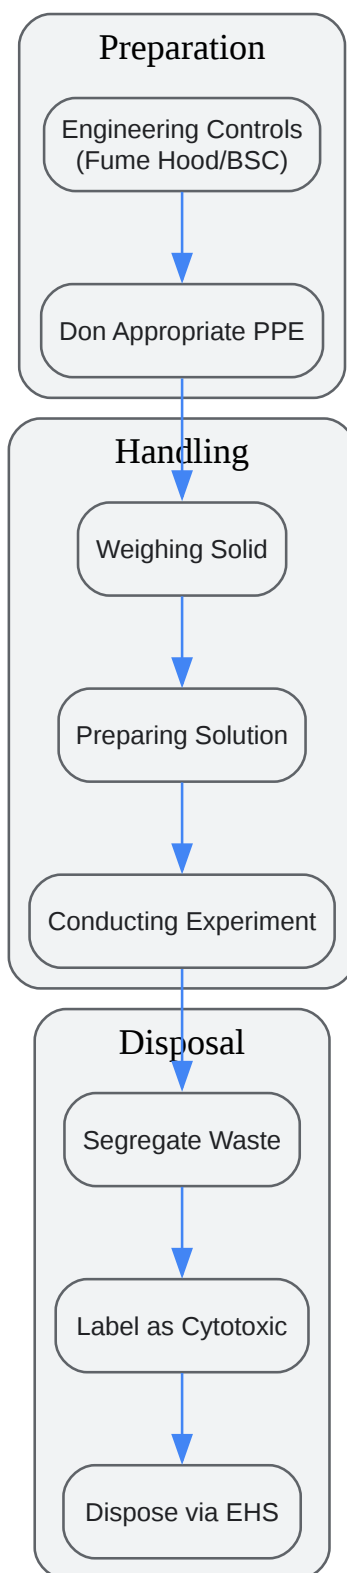 Preparation
Engineering Controls
(Fume Hood/BSC)
Don Appropriate PPE
Handling
Weighing Solid
Preparing Solution
Conducting Experiment
Disposal
Segregate Waste
Label as Cytotoxic
Dispose via EHS